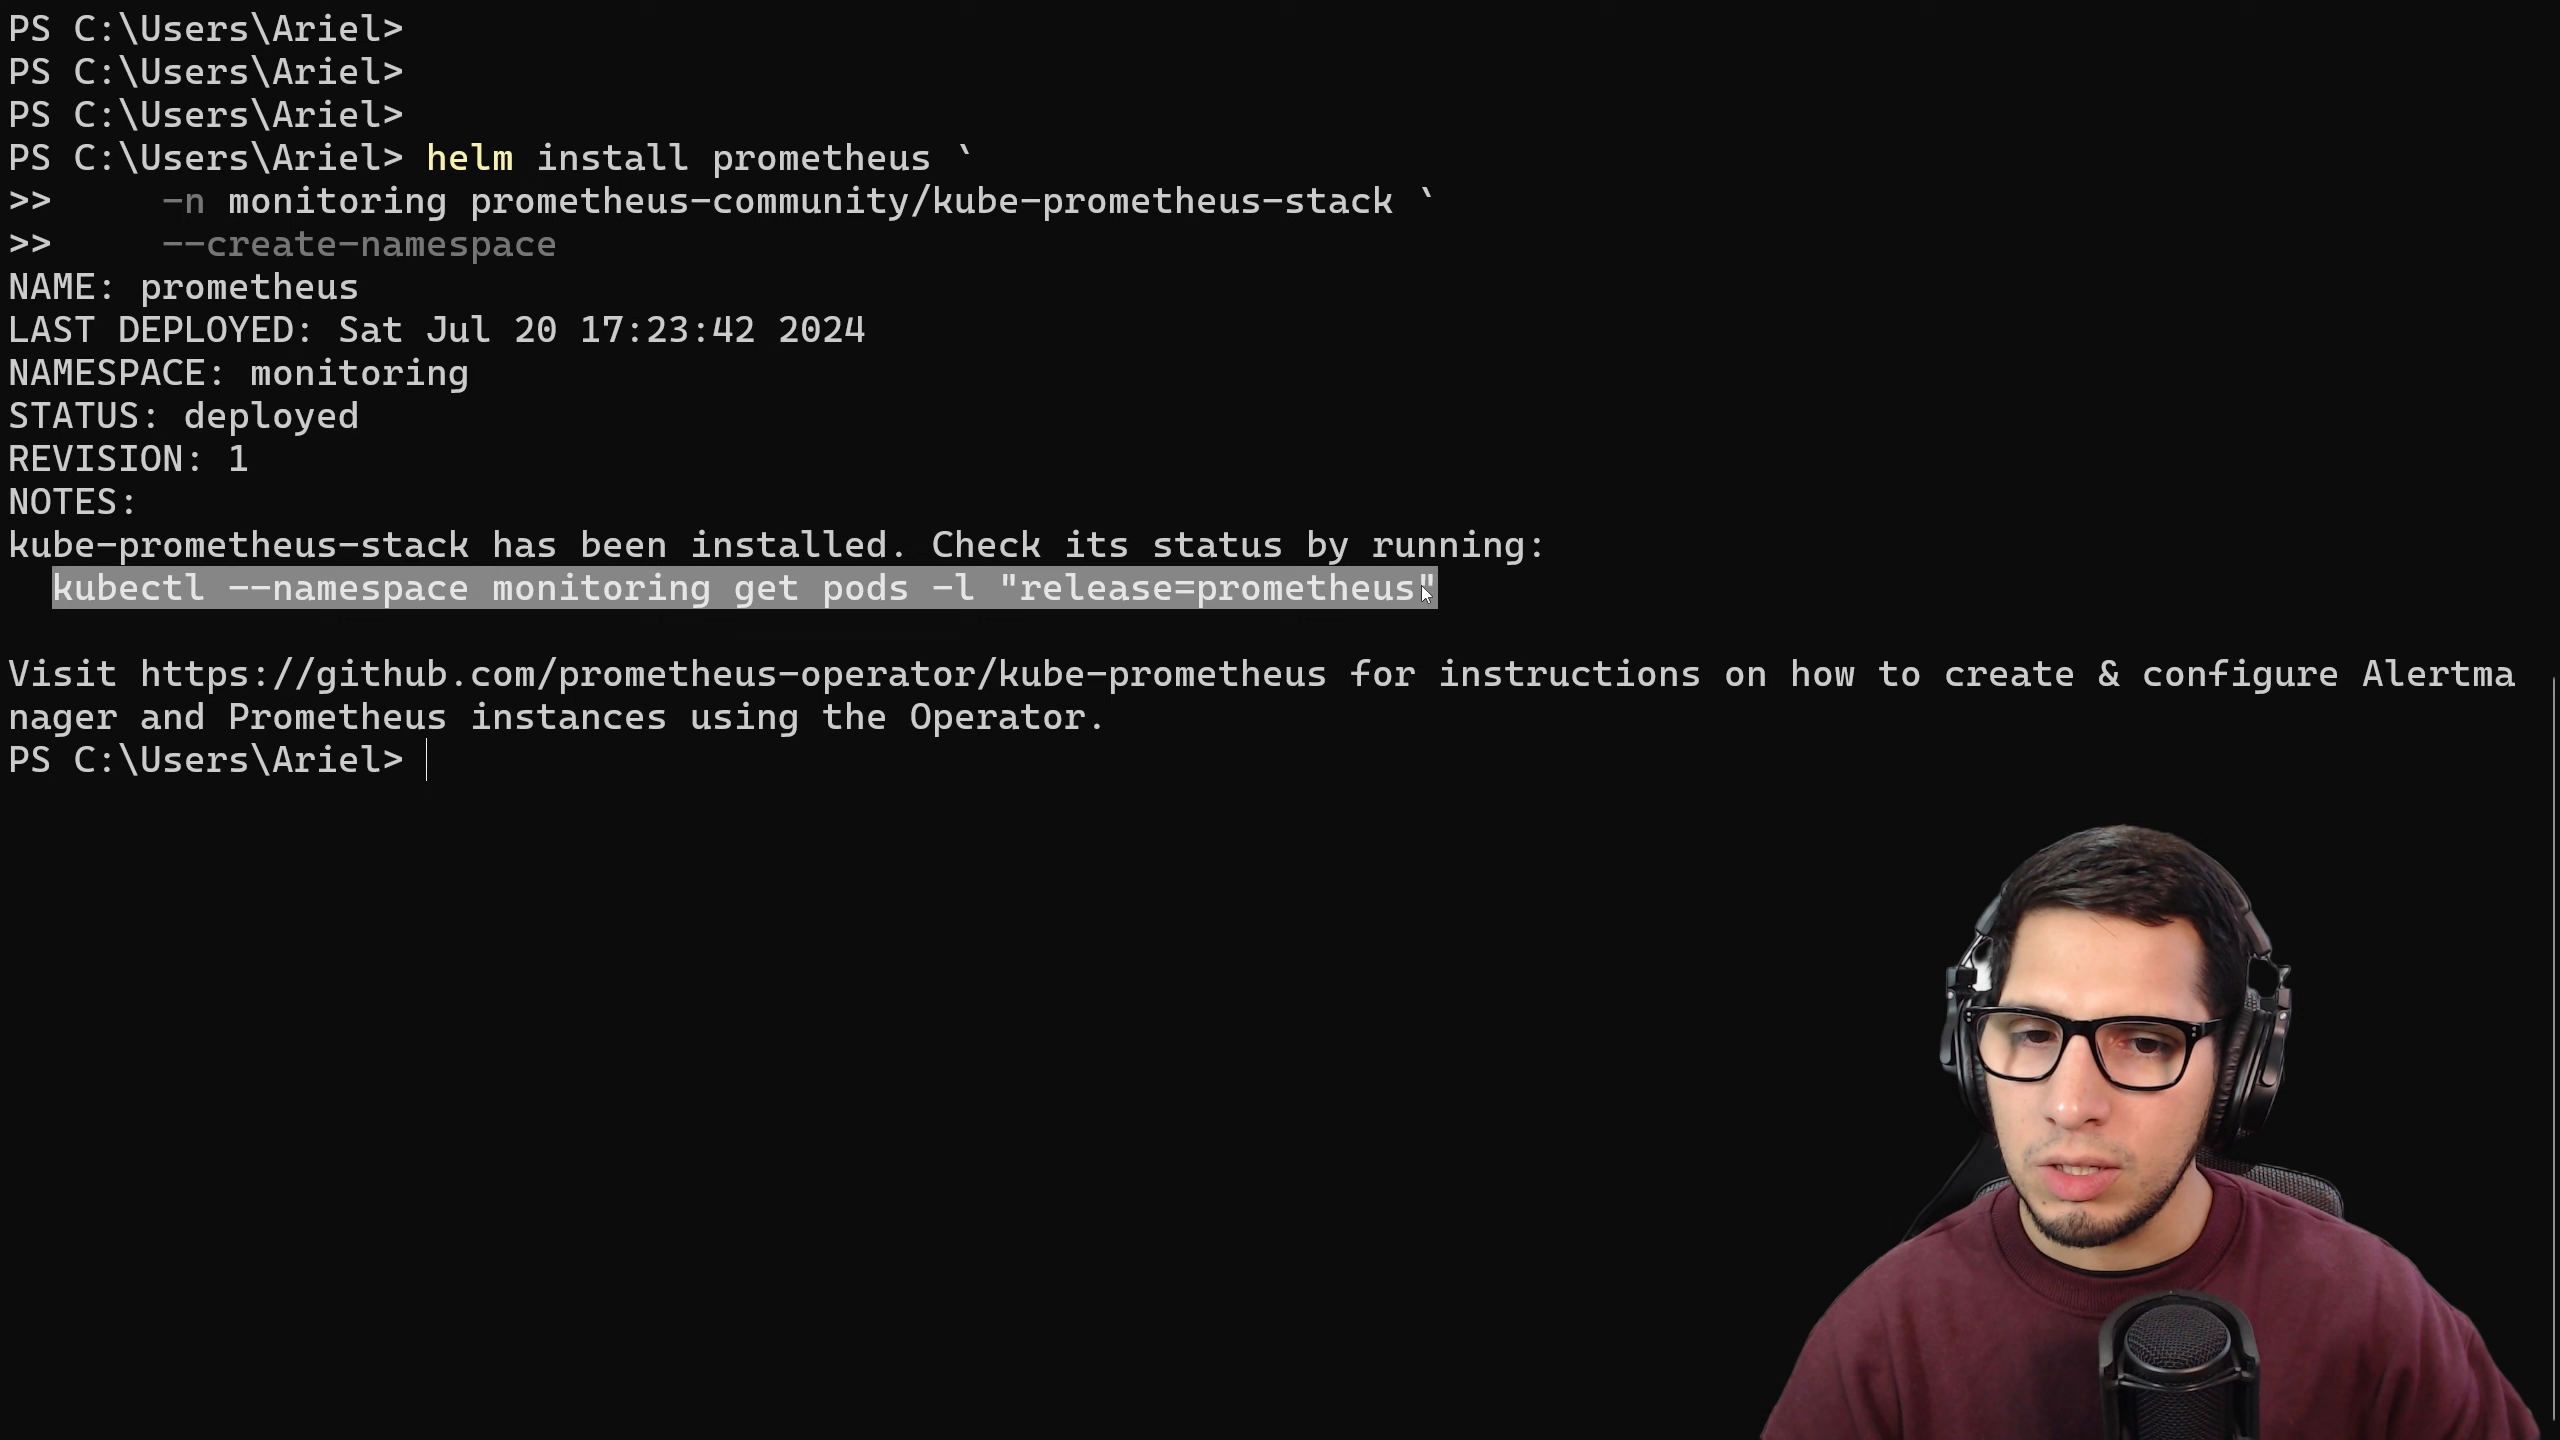 PS C:\Users\Ariel>
PS C:\Users\Ariel>
PS C:\Users\Ariel>
PS C:\Users\Ariel> helm install prometheus `
>>     -n monitoring prometheus-community/kube-prometheus-stack `
>>     --create-namespace
NAME: prometheus
LAST DEPLOYED: Sat Jul 20 17:23:42 2024
NAMESPACE: monitoring
STATUS: deployed
REVISION: 1
NOTES:
kube-prometheus-stack has been installed. Check its status by running:
  kubectl --namespace monitoring get pods -l "release=prometheus"
Visit https://github.com/prometheus-operator/kube-prometheus for instructions on how to create & configure Alertma
nager and Prometheus instances using the Operator.
PS C:\Users\Ariel>